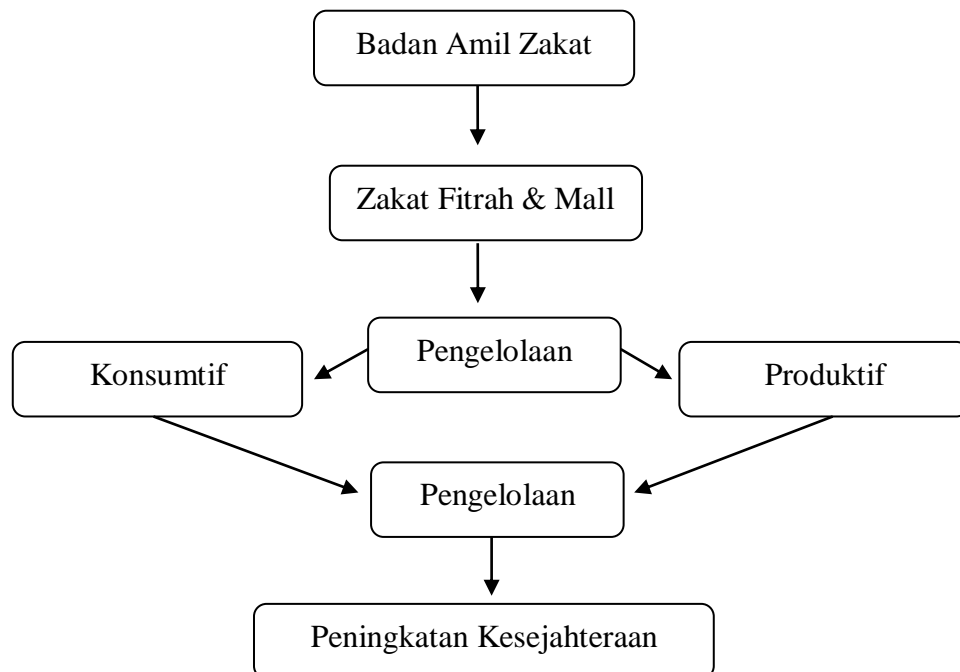 Badan Amil Zakat
Zakat Fitrah & Mall
Pengelolaan
Konsumtif
Produktif
Pengelolaan
Peningkatan Kesejahteraan